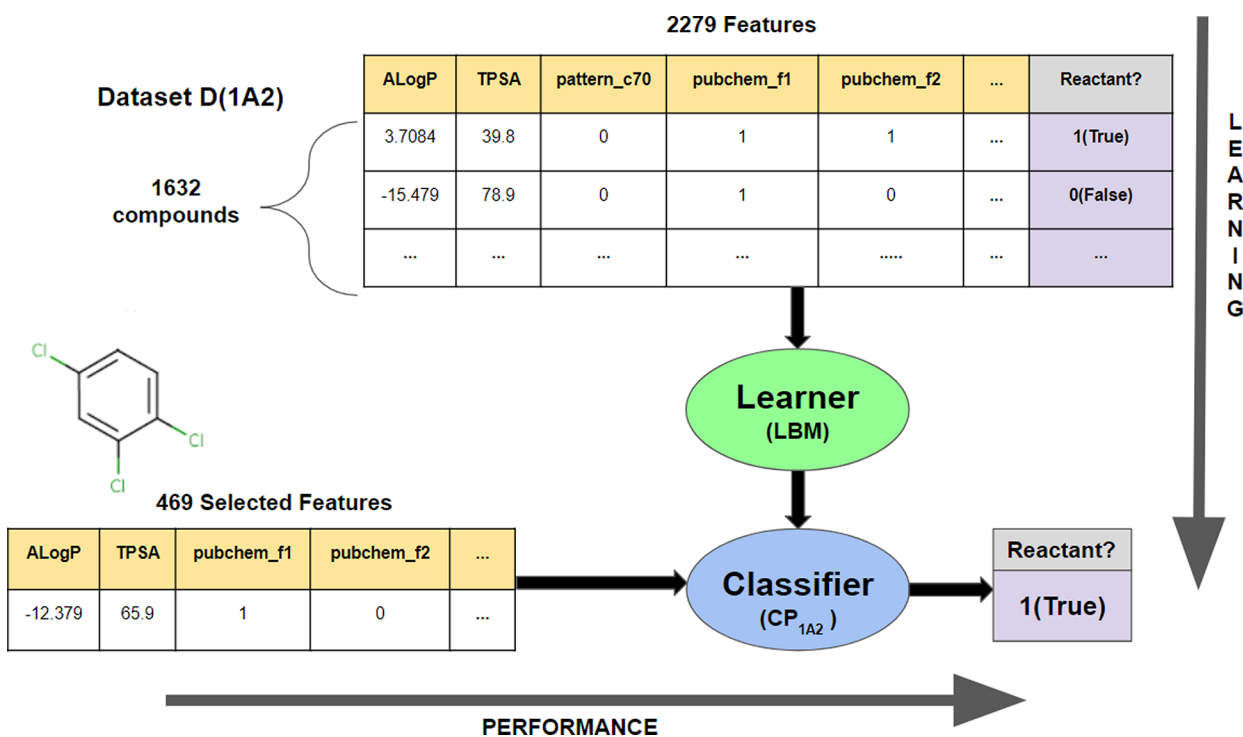 2279 Features
Dataset D(1A2)
1632
compounds
ALogP TPSA pattern_c70 pubchem_f1 pubchem_f2 ... Reactant?
3.7084 39.8 0 1 1 ... 1(True)
-15.479 78.9 0 1 0 ... 0(False)
... ... ... ... ..... ... ...
LEARNING
Learner
(LBM)
Cl
Cl
Cl
469 Selected Features
ALogP TPSA pubchem_f1 pubchem_f2 ...
-12.379 65.9 1 0 ...
Classifier
(CP1A2 )
Reactant?
1(True)
PERFORMANCE